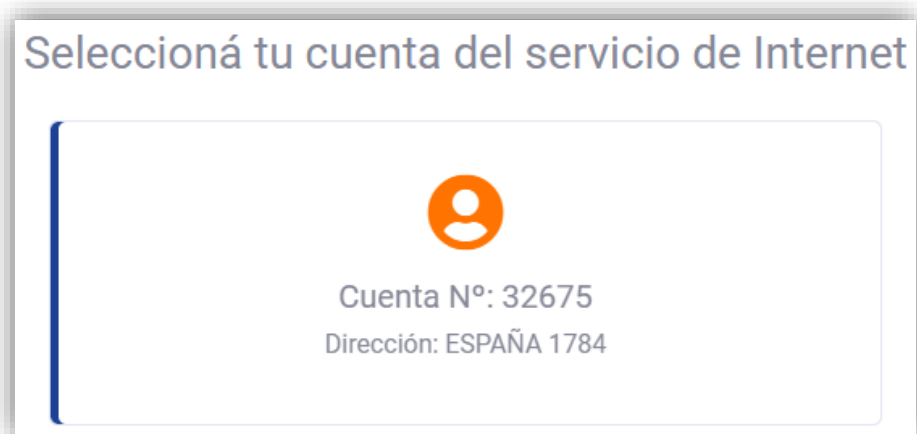 Seleccioná tu cuenta del servicio de Internet
Cuenta Nº: 32675
Dirección: ESPAÑA 1784